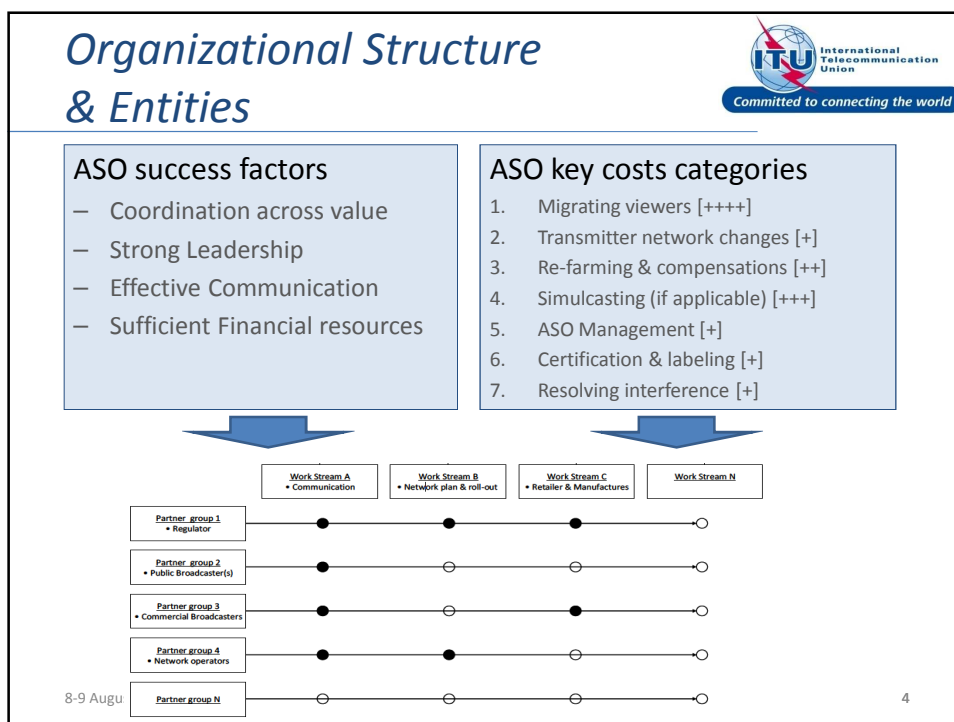 Organizational Structure
& Entities
ITU
International
Telecommunication
Union
Committed to connecting the world
ASO success factors
– Coordination across value
– Strong Leadership
– Effective Communication
– Sufficient Financial resources
ASO key costs categories
1. Migrating viewers [++++]
2. Transmitter network changes [+]
3. Re-farming & compensations [++]
4. Simulcasting (if applicable) [+++]
5. ASO Management [+]
6. Certification & labeling [+]
7. Resolving interference [+]
Work Stream A
• Communication
Work Stream B
• Network plan & roll-out
Work Stream C
• Retailer & Manufactures
Work Stream N
Partner group 1
• Regulator
Partner group 2
• Public Broadcaster(s)
Partner group 3
• Commercial Broadcasters
Partner group 4
• Network operators
Partner group N
8-9 Augu
4